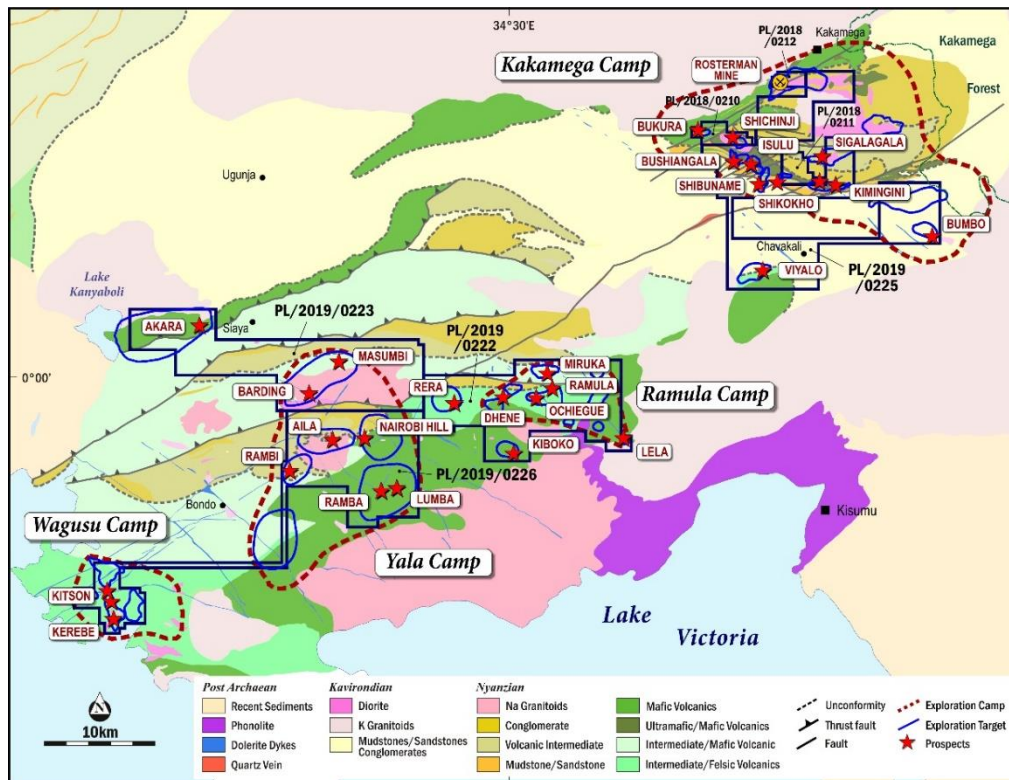 34°30'E
PL/2018
/0212
Kakamega
Kakamega
Kakamega Camp
ROSTERMAN
MINE
Forest
PL/2018/0210
PL/2018
/0211
SHICHINJI
BUKURA
ISULU
SIGALAGALA
BUSHIANGALA
Ugunja
SHIBUNAME
KIMINGINI
SHIKOKHO
BUMBO
Chavakali
VIYALO
PL/2019
/0225
Lake
Kanyaboli
PL/2019/0223
AKARA
Siaya
PL/2019
/0222
MASUMBI
MIRUKA
0°00'
BARDING
RERA
RAMULA
Ramula Camp
DHENE
OCHIEGUE
AILA
NAIROBI HILL
KIBOKO
LELA
RAMBI
PL/2019/0226
Bondo
RAMBA
LUMBA
Kisumu
Wagusu Camp
Yala Camp
KITSON
KEREBE
Lake
Victoria
10km
N
Post Archaean
Recent Sediments
Phonolite
Dolerite Dykes
Quartz Vein
Kavirondian
Diorite
K Granitoids
Mudstones/Sandstones
Conglomerates
Nyanzian
Na Granitoids
Conglomerate
Volcanic Intermediate
Mudstone/Sandstone
Mafic Volcanics
Ultramafic/Mafic Volcanics
Intermediate/Mafic Volcanic
Intermediate/Felsic Volcanics
Unconformity
Thrust fault
Fault
Exploration Camp
Exploration Target
Prospects